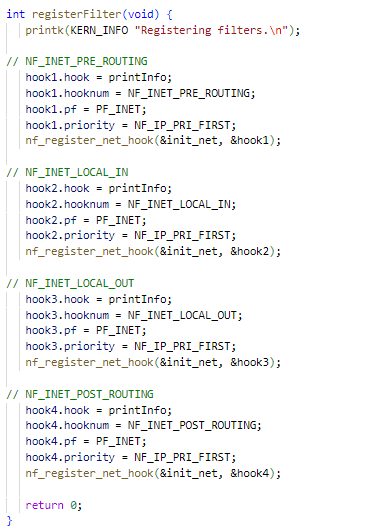 int registerFilter(void) {
printk(KERN_INFO "Registering filters.\n");
// NF_INET_PRE_ROUTING
hook1.hook = printInfo;
hook1.hooknum = NF_INET_PRE_ROUTING;
hook1.pf = PF_INET;
hook1.priority = NF_IP_PRI_FIRST;
nf_register_net_hook(&init_net, &hook1);
// NF_INET_LOCAL_IN
hook2.hook = printInfo;
hook2.hooknum = NF_INET_LOCAL_IN;
hook2.pf = PF_INET;
hook2.priority = NF_IP_PRI_FIRST;
nf_register_net_hook(&init_net, &hook2);
// NF_INET_LOCAL_OUT
hook3.hook = printInfo;
hook3.hooknum = NF_INET_LOCAL_OUT;
hook3.pf = PF_INET;
hook3.priority = NF_IP_PRI_FIRST;
nf_register_net_hook(&init_net, &hook3);
// NF_INET_POST_ROUTING
hook4.hook = printInfo;
hook4.hooknum = NF_INET_POST_ROUTING;
hook4.pf = PF_INET;
hook4.priority = NF_IP_PRI_FIRST;
nf_register_net_hook(&init_net, &hook4);
return 0;
}